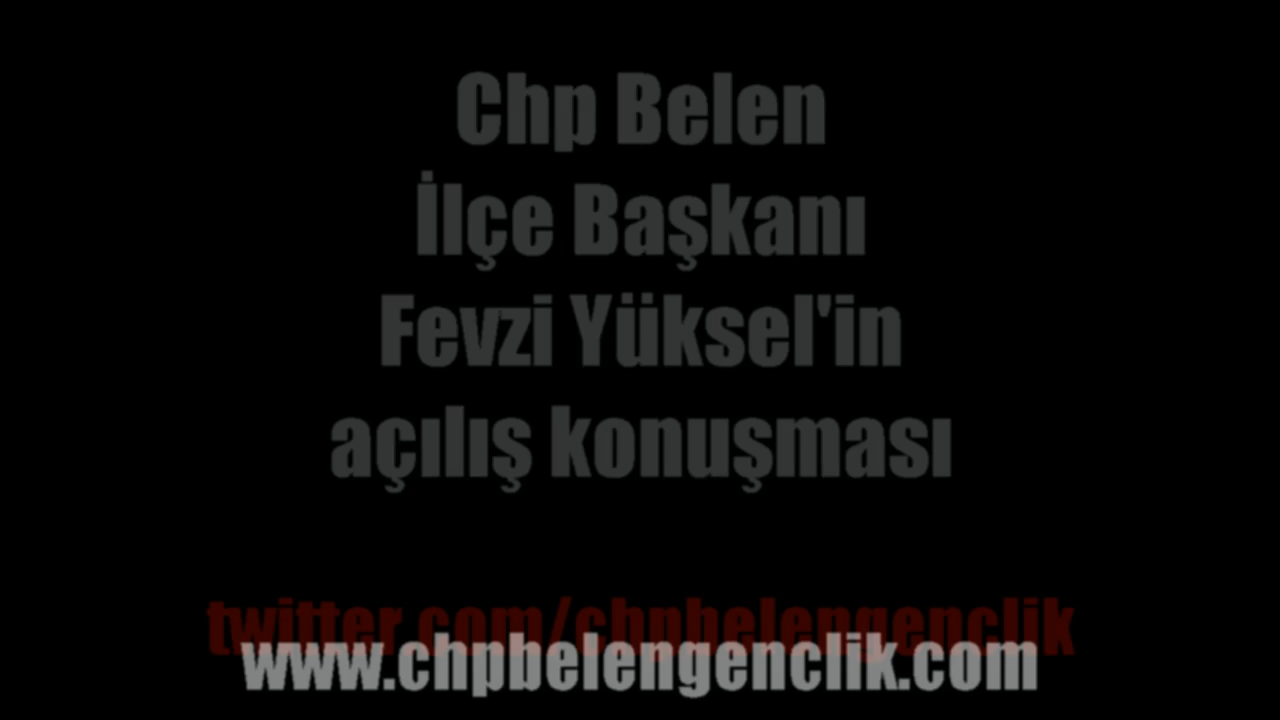 Chp Belen
İlçe Başkanı
Fevzi Yüksel'in
açılış konuşması
twitter.com/chpbelengenclik
www.chpbelengenclik.com